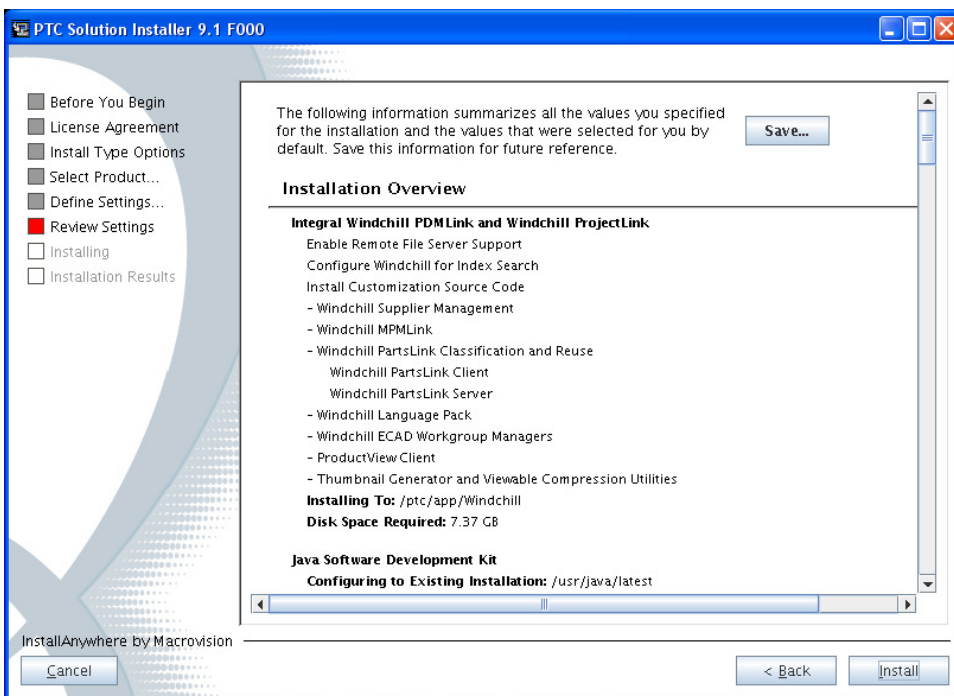 PTC Solution Installer 9.1 F000
Before You Begin
License Agreement
Install Type Options
Select Product...
Define Settings...
Review Settings
Installing
Installation Results
The following information summarizes all the values you specified
for the installation and the values that were selected for you by
default. Save this information for future reference.
Save...
Installation Overview
Integral Windchill PDMLink and Windchill ProjectLink
Enable Remote File Server Support
Configure Windchill for Index Search
Install Customization Source Code
- Windchill Supplier Management
- Windchill MPMLink
- Windchill PartsLink Classification and Reuse
Windchill PartsLink Client
Windchill PartsLink Server
- Windchill Language Pack
- Windchill ECAD Workgroup Managers
- ProductView Client
- Thumbnail Generator and Viewable Compression Utilities
Installing To: /ptc/app/Windchill
Disk Space Required: 7.37 GB
Java Software Development Kit
Configuring to Existing Installation: /usr/java/latest
InstallAnywhere by Macrovision
Cancel
< Back
Install